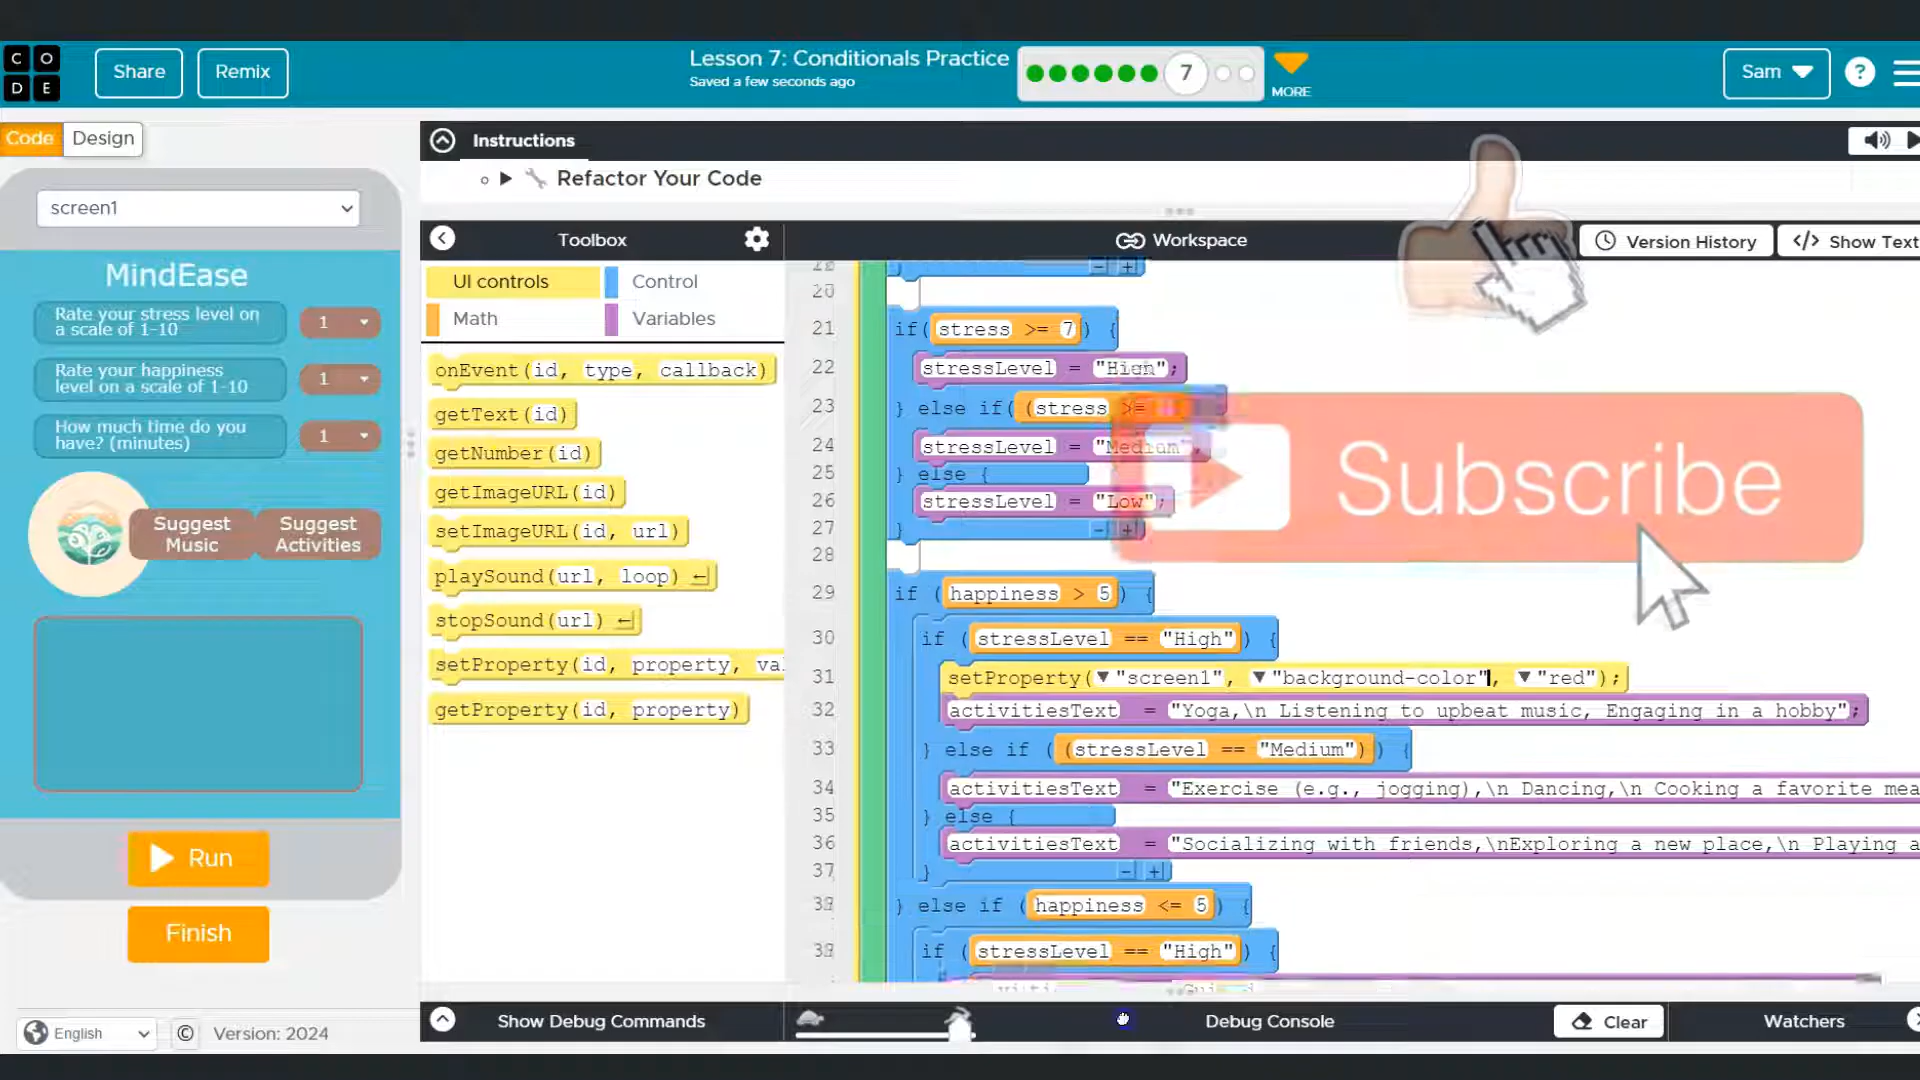 CODE
Share
Remix
Lesson 7: Conditionals Practice
Saved a few seconds ago
7
MORE
Sam
?
Code
Design
Instructions
Refactor Your Code
screen1
Toolbox
Workspace
Version History
</> Show Text
MindEase
Rate your stress level on
a scale of 1-10
1
Rate your happiness
level on a scale of 1-10
1
How much time do you
have? (minutes)
1
Suggest
Music
Suggest
Activities
Run
Finish
UI controls
Control
Math
Variables
onEvent(id, type, callback)
getText(id)
getNumber(id)
getImageURL(id)
setImageURL(id, url)
playSound(url, loop)
stopSound(url)
setProperty(id, property, val
getProperty(id, property)
20
21 if( stress >= 7 ) {
22 stressLevel = "High";
23 } else if( (stress >=
24 stressLevel = "Medium";
25 } else {
26 stressLevel = "Low";
27 }
28
29 if ( happiness > 5 ) {
30 if ( stressLevel == "High" ) {
31 setProperty( "screen1", "background-color", "red");
32 activitiesText = "Yoga,\n Listening to upbeat music, Engaging in a hobby";
33 } else if ( (stressLevel == "Medium") ) {
34 activitiesText = "Exercise (e.g., jogging),\n Dancing,\n Cooking a favorite mea
35 } else {
36 activitiesText = "Socializing with friends,\nExploring a new place,\n Playing a
37 }
} else if ( happiness <= 5 ) {
if ( stressLevel == "High" ) {
Subscribe
Show Debug Commands
Debug Console
Clear
Watchers
English
©
Version: 2024